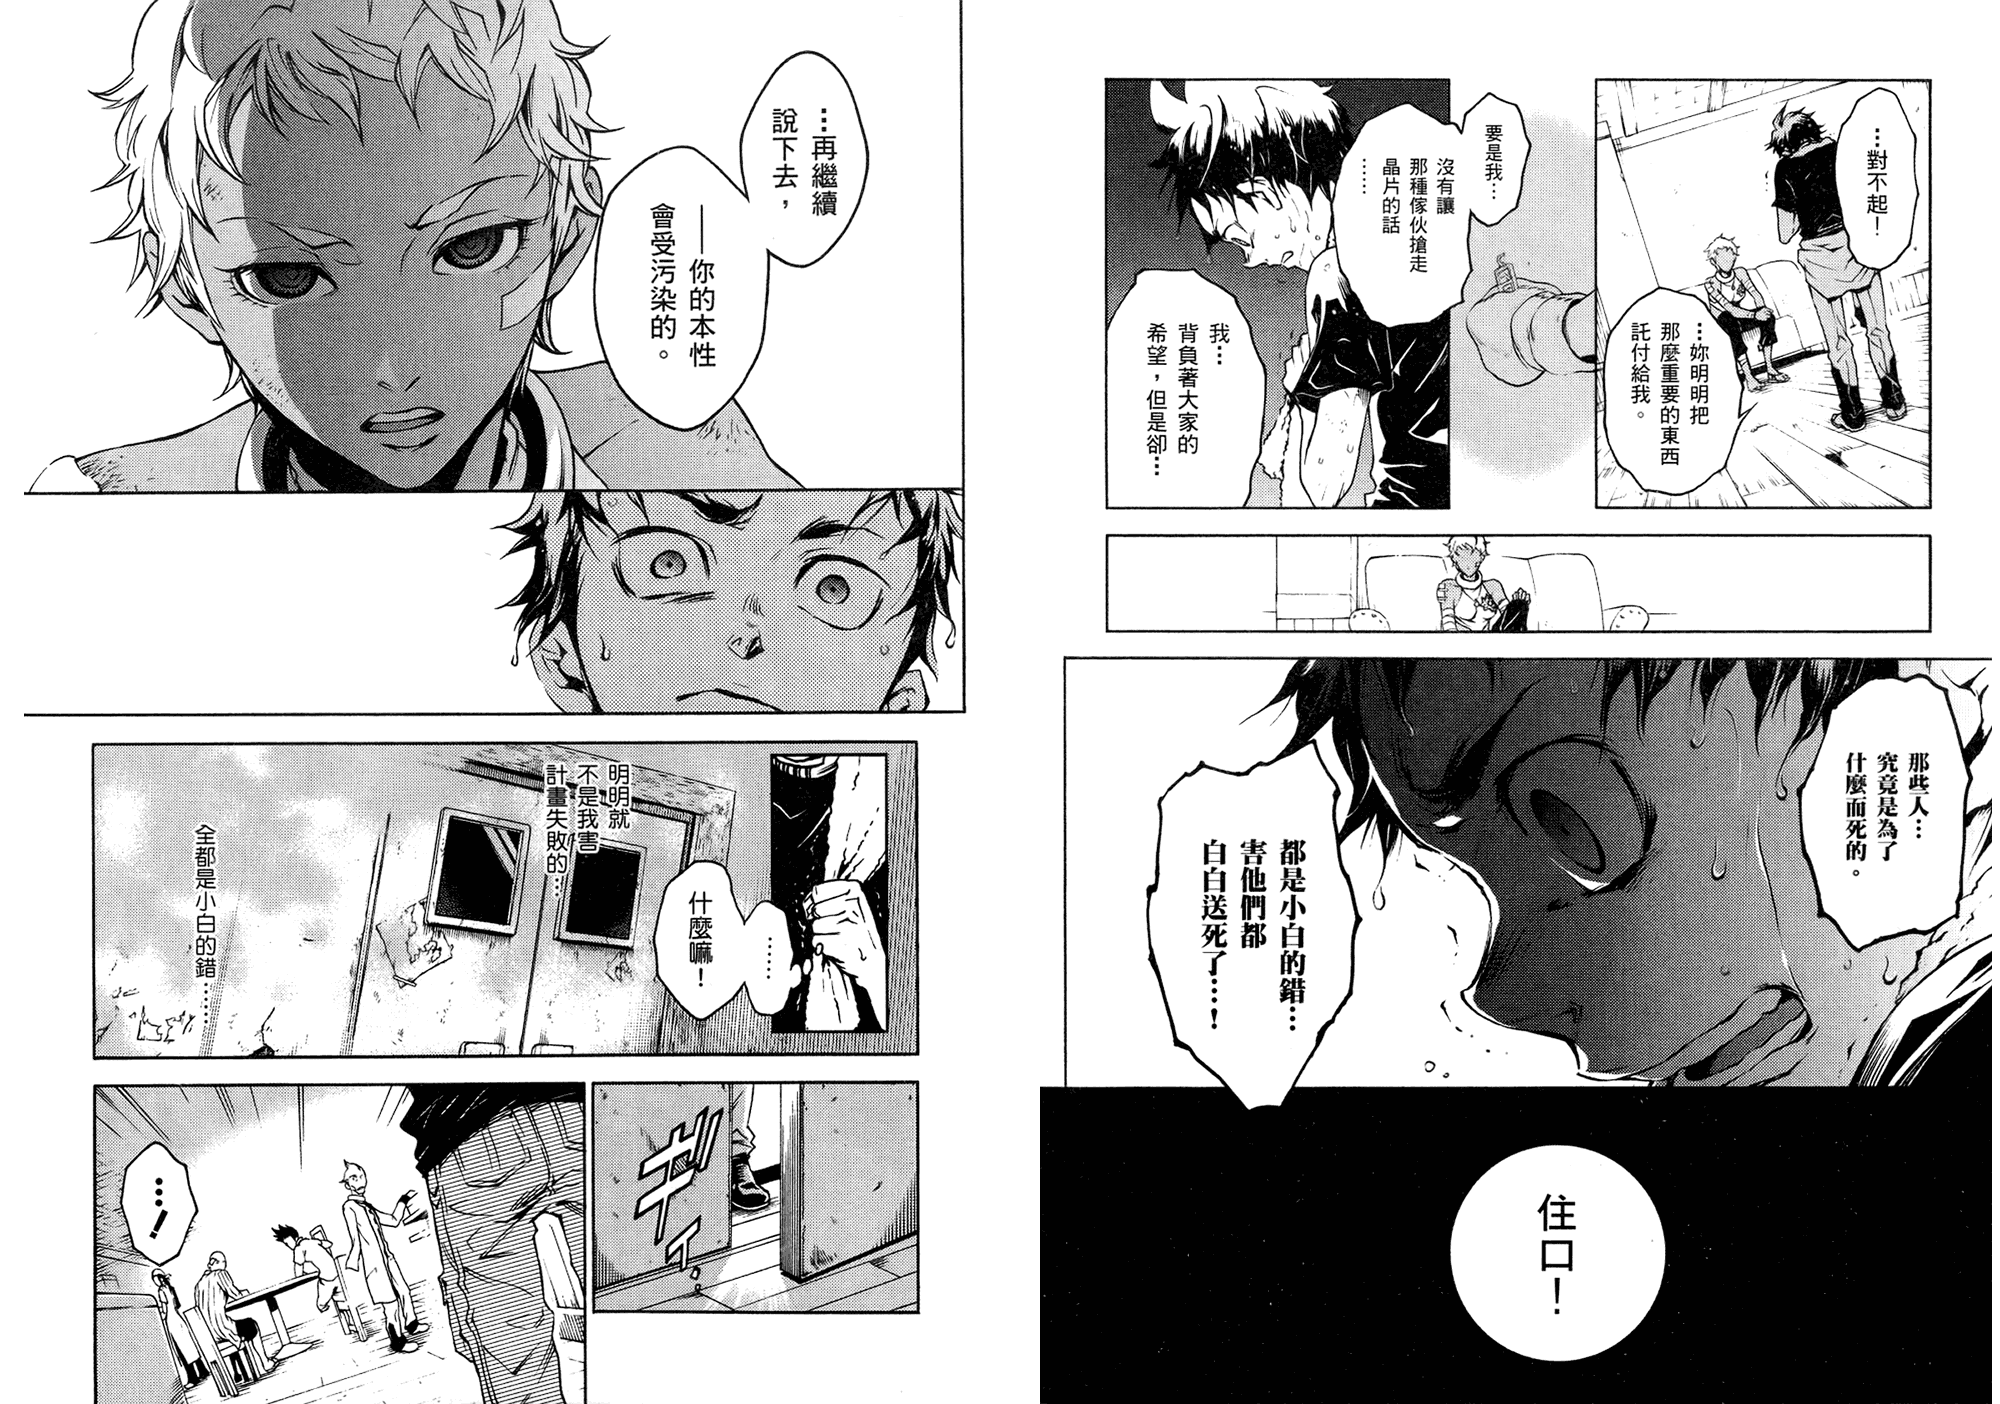 …對不起！
…妳明明把
那麼重要的東西
託付給我。
要是我…
沒有讓
那種傢伙搶走
晶片的話
……
我…
背負著大家的
希望，但是卻…
那些人…
究竟是為了
什麼而死的。
都是小白的錯…
害他們都
白白送死了……！
住口！
…再繼續
說下去，
——你的本性
會受污染的。
……
什麼嘛！
明明就
不是我害
計畫失敗的…
全都是小白的錯……
ギイィ…
…！